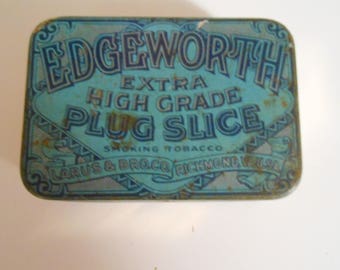 EDGEWORTH
EXTRA
HIGH GRADE
PLUG SLICE
SMOKING TOBACCO
LARUS & BRO.CO. RICHMOND, VA.U.S.A.